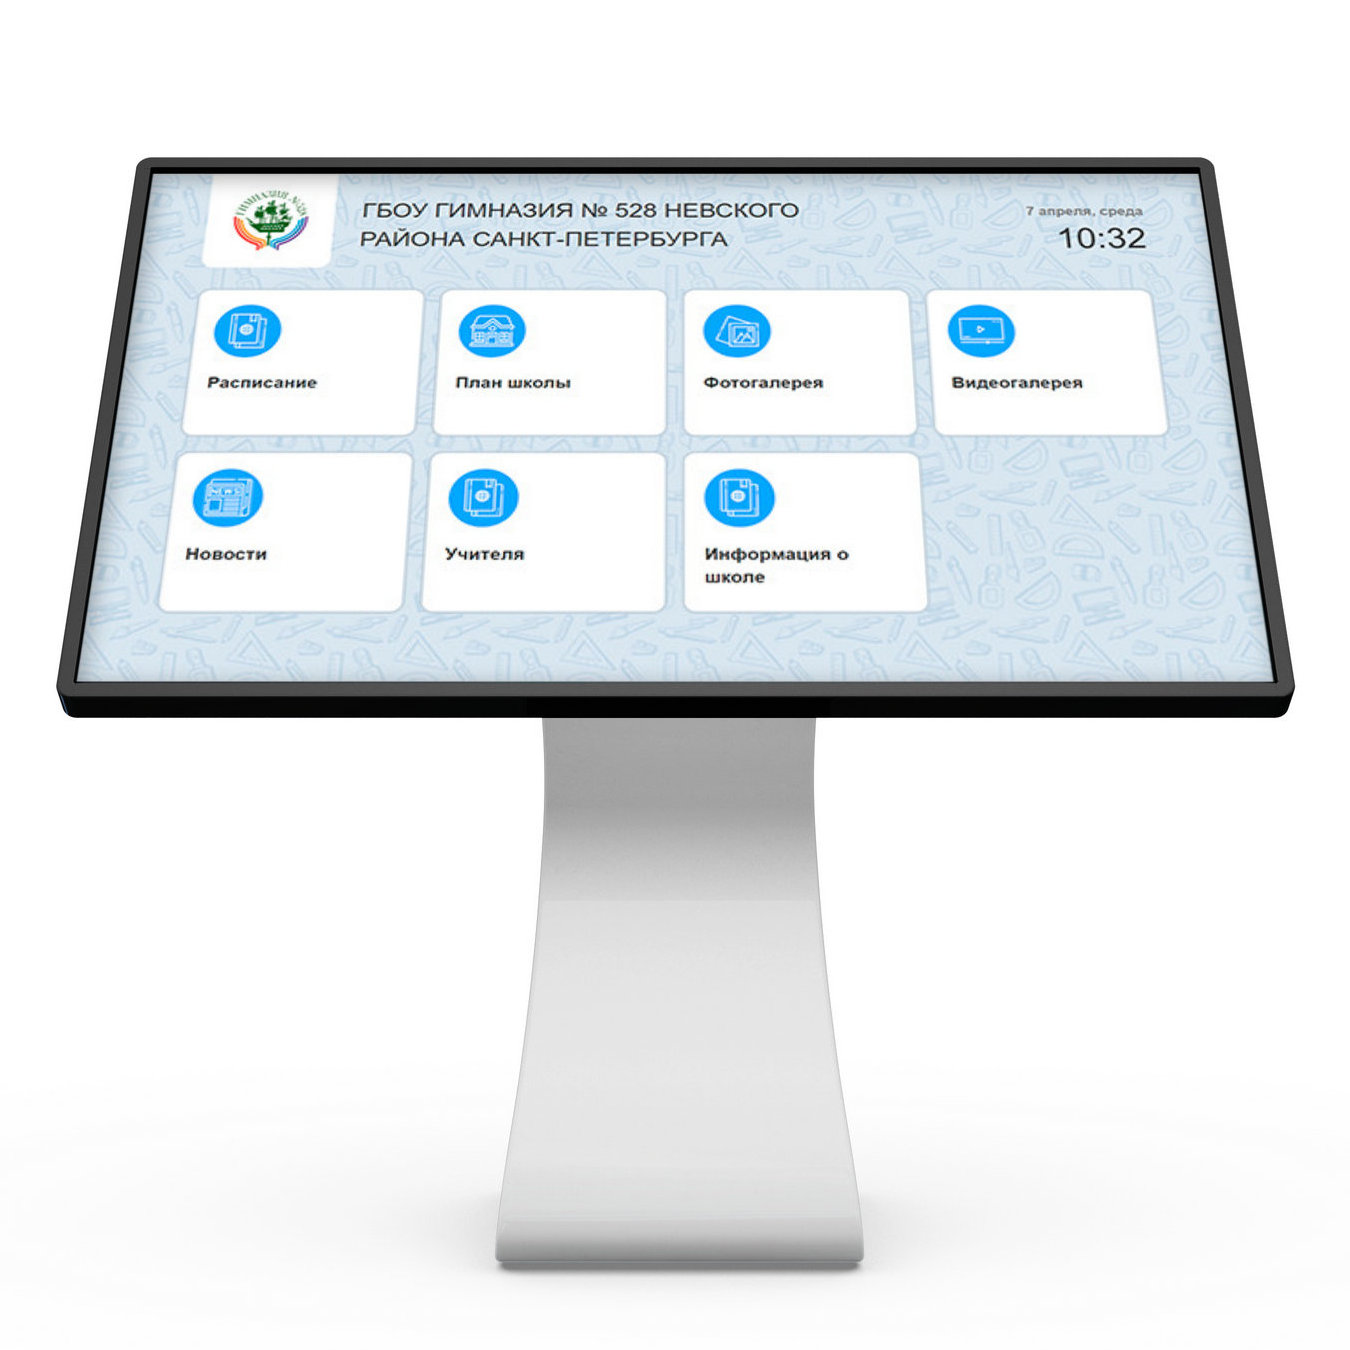 ГИМНАЗИЯ №528
ГБОУ ГИМНАЗИЯ № 528 НЕВСКОГО
РАЙОНА САНКТ-ПЕТЕРБУРГА
7 апреля, среда
10:32
Расписание
План школы
Фотогалерея
Видеогалерея
NEWS
Новости
Учителя
Информация о
школе